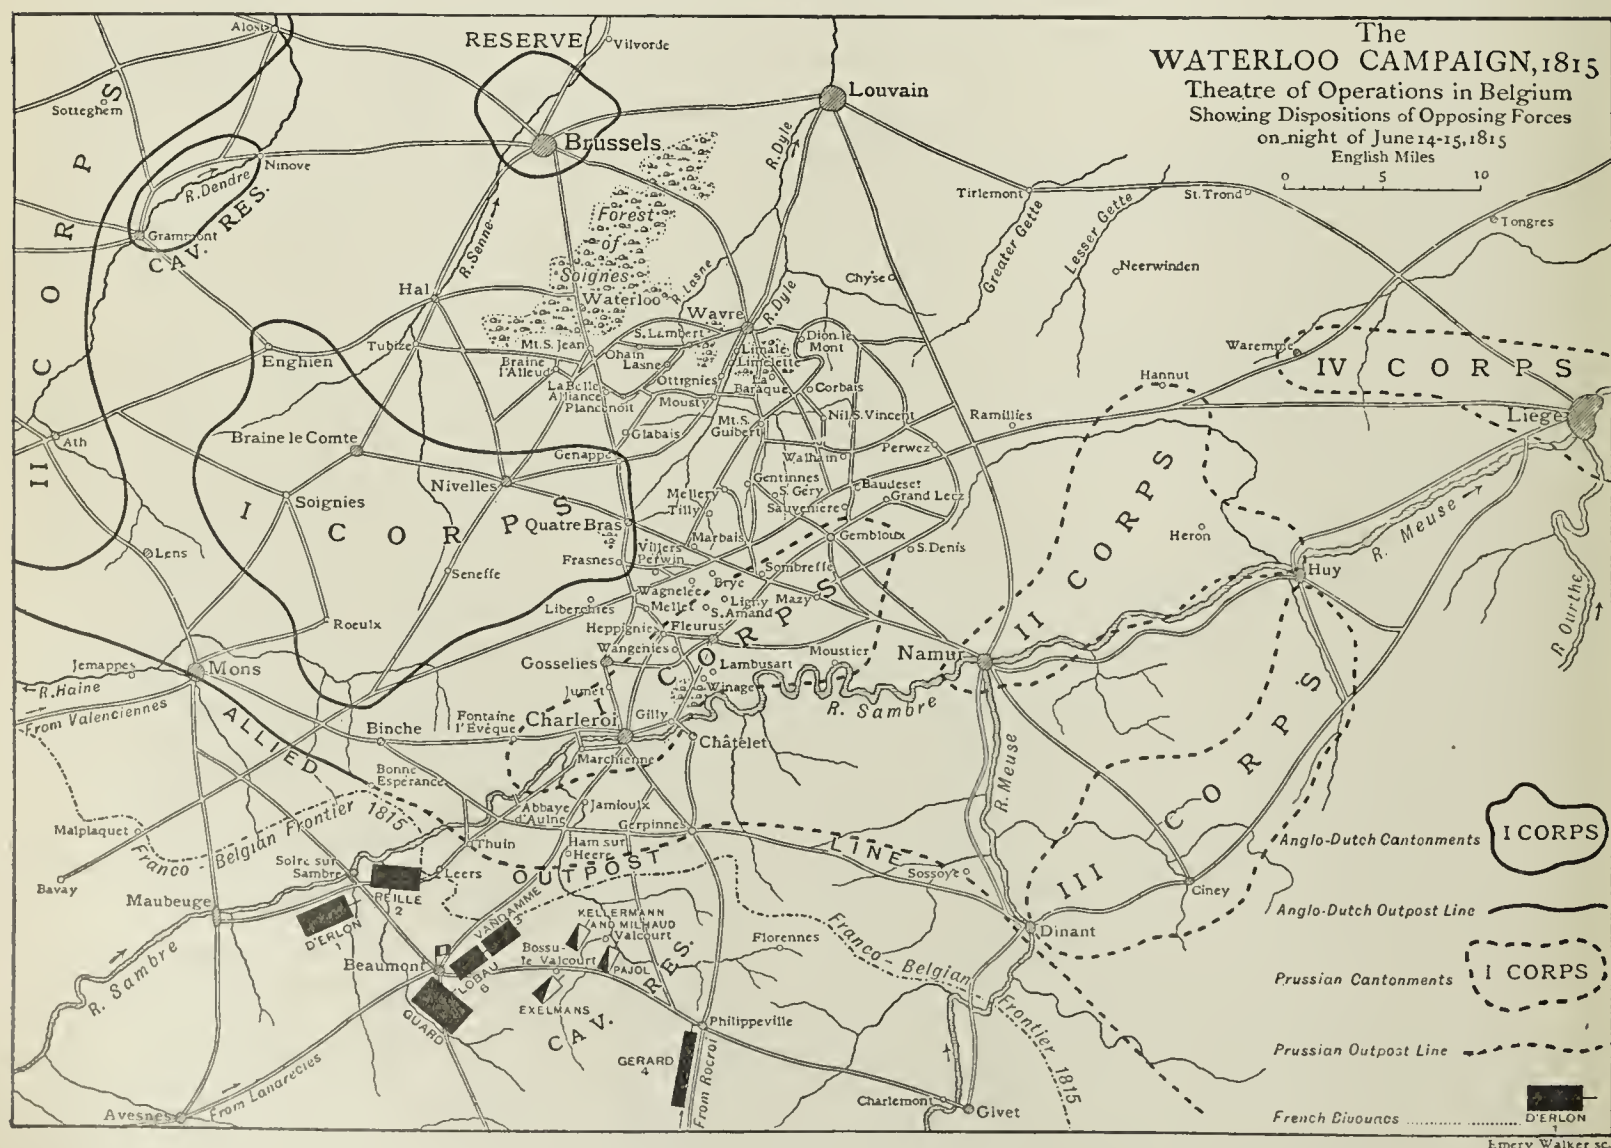 The
WATERLOO CAMPAIGN, 1815
Theatre of Operations in Belgium
Showing Dispositions of Opposing Forces
on night of June 14-15, 1815
English Miles
0 5 10
Alost
RESERVE
Vilvorde
Louvain
Sotteghem
Brussels
Ninove
R. Dendre
R. Dyle
Grammont
CAV. RES.
R. Senne
Forest
of
Soignes
Tirlemont
St. Trond
Tongres
Greater Gette
Lesser Gette
Neerwinden
Chyse
Hal
Waterloo
R. Lasne
Wavre
R. Dyle
Enghien
Tubize
Mt. S. Jean
S. Lambert
Ohain
Lasne
Braine
l'Alleud
La Belle
Alliance
Plancenoit
Ottignies
Mousty
Limale
Limelette
La
Baraque
Dion le
Mont
Corbais
Waremme
IV CORPS
Hannut
Liege
II CORPS
Ath
Braine le Comte
Nivelles
Glabais
Genappe
Mt. S.
Guibert
Nil S. Vincent
Walhain
Perwez
Ramillies
Soignies
I CORPS
Quatre Bras
Mellery
Tilly
Gentinnes
S. Géry
Sauvenière
Baudeset
Grand Leez
Gembloux
S. Denis
Heron
R. Meuse
Huy
R. Ourthe
Lens
Seneffe
Frasnes
Villers
Perwin
Marbais
Sombreffe
Wagnelee
Brye
Mellet
Ligny
S. Amand
Mazy
Liberchies
Roeulx
Heppignies
Fleurus
Wangenies
Gosselies
Lambusart
Moustier
Namur
II CORPS
Jemappes
Mons
R. Haine
From Valenciennes
Jumet
Winage
I CORPS
R. Sambre
Binche
Fontaine
l'Evêque
Charleroi
Gilly
Châtelet
Marchienne
ALLIED
OUTPOST
LINE
Bonne
Esperance
Abbaye
d'Aulne
Jamioulx
Gerpinnes
R. Meuse
III CORPS
Malplaquet
Franco-Belgian Frontier 1815
Thuin
Ham sur
Heere
Bavay
Solre sur
Sambre
Leers
REILLE
2
Maubeuge
D'ERLON
1
VANDAMME
3
KELLERMANN
AND MILHAUD
Valcourt
Sossoye
Ciney
Dinant
Florennes
Franco-Belgian
Frontier 1815
R. Sambre
Beaumont
LOBAU
6
Bossu-
te Valcourt
PAJOL
EXELMANS
CAV. RES.
GUARD
Philippeville
GERARD
4
From Rocroi
Charlemont
Givet
Avesnes
Anglo-Dutch Cantonments
I CORPS
Anglo-Dutch Outpost Line
Prussian Cantonments
I CORPS
Prussian Outpost Line
French Bivouacs
D'ERLON
1
Emery Walker sc.